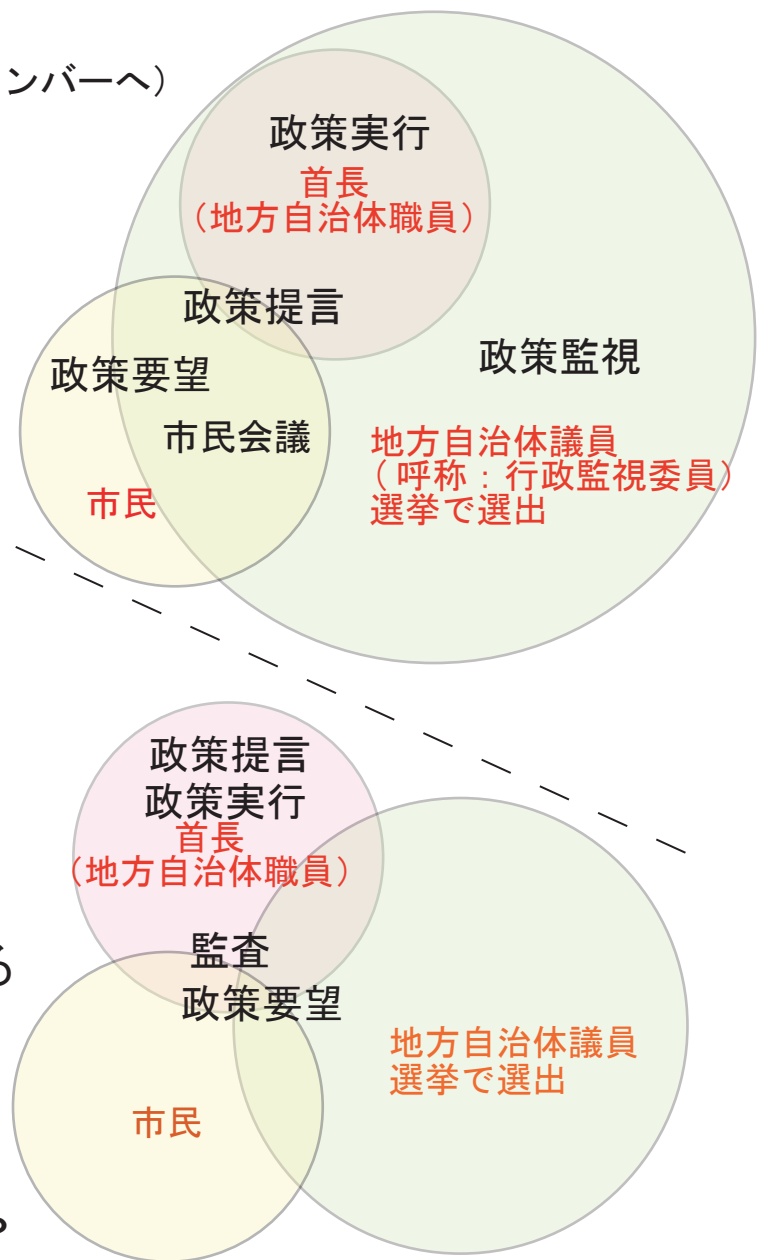 ンバーへ）
政策実行
首長
（地方自治体職員）
政策提言
政策要望
政策監視
市民会議
地方自治体議員
（呼称：行政監視委員）
選挙で選出
市民
政策提言
政策実行
首長
（地方自治体職員）
監査
る
政策要望
地方自治体議員
選挙で選出
市民